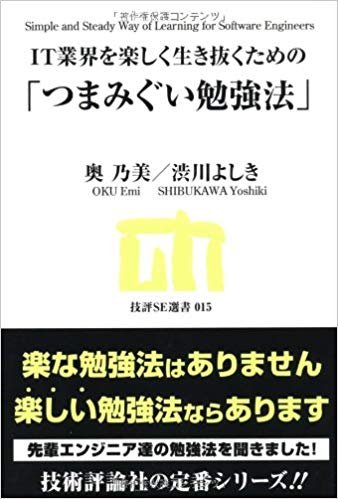 「著作権保護コンテンツ」
Simple and Steady Way of Learning for Software Engineers
IT業界を楽しく生き抜くための
「つまみぐい勉強法」
奥 乃美／渋川よしき
OKU Emi SHIBUKAWA Yoshiki
技評SE選書 015
楽な勉強法はありません
楽しい勉強法ならあります
先輩エンジニア達の勉強法を聞きました!
技術評論社の定番シリーズ!!